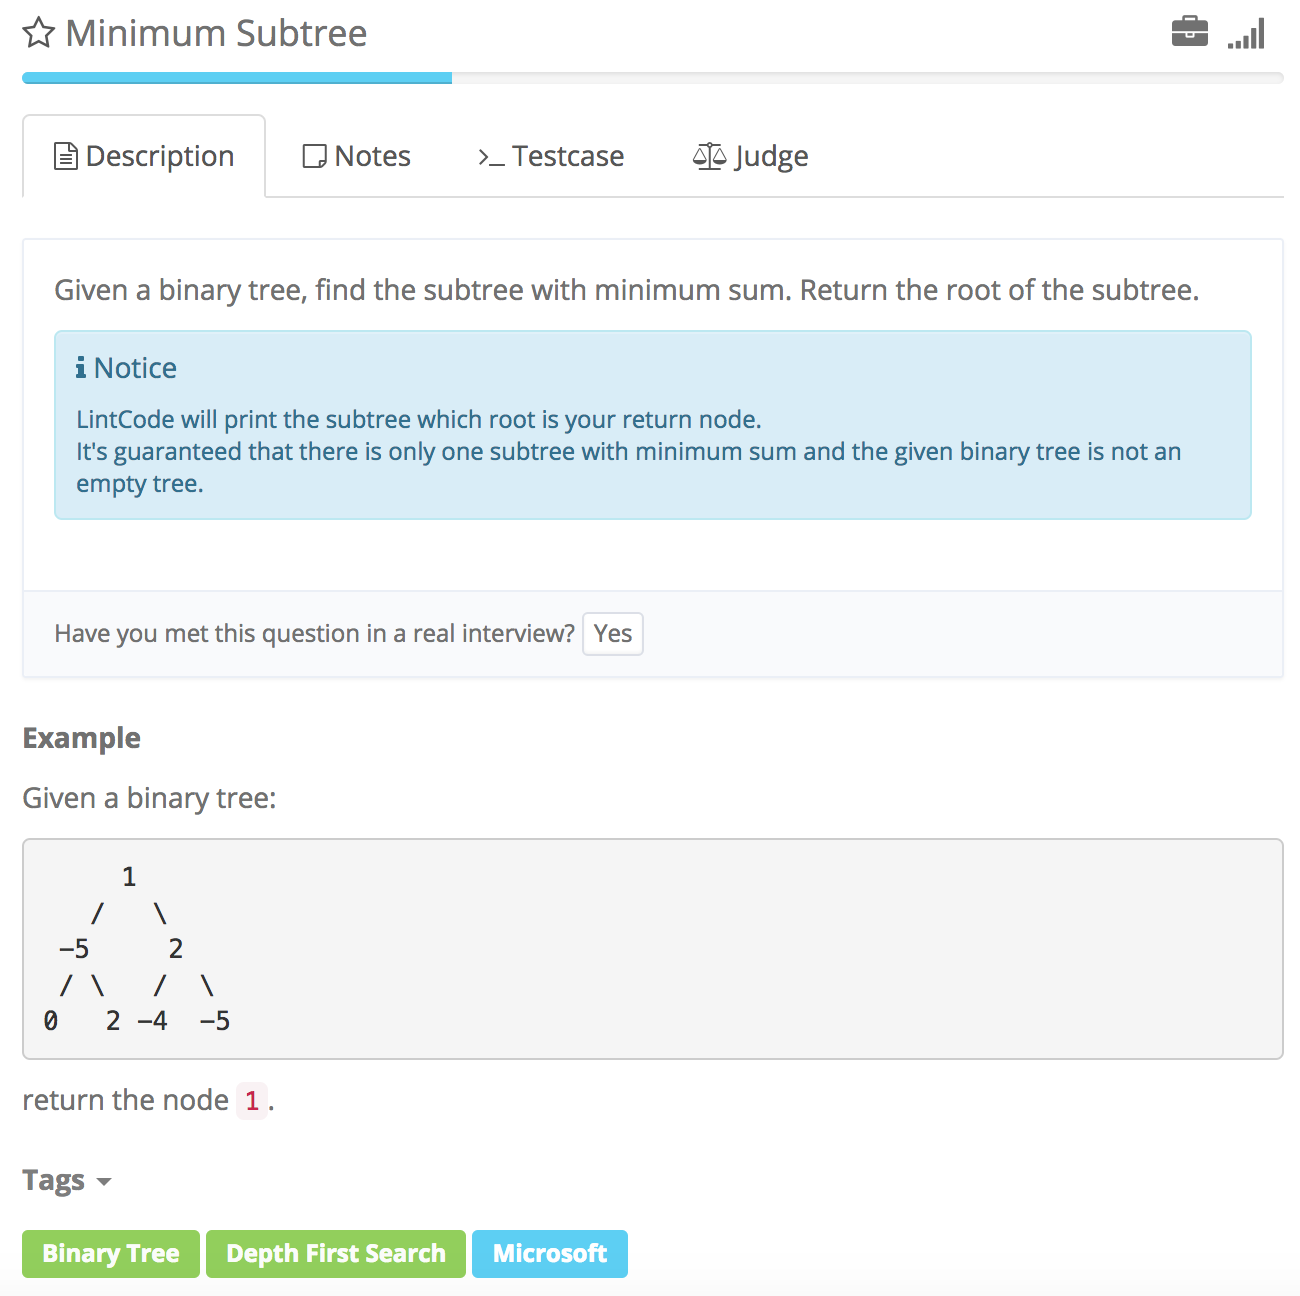 Minimum Subtree
Description Notes >_ Testcase Judge
Given a binary tree, find the subtree with minimum sum. Return the root of the subtree.
Notice
LintCode will print the subtree which root is your return node.
It's guaranteed that there is only one subtree with minimum sum and the given binary tree is not an
empty tree.
Have you met this question in a real interview? Yes
Example
Given a binary tree:
     1
   /   \
 -5     2
 / \   /  \
0   2 -4  -5
return the node 1.
Tags
Binary Tree Depth First Search Microsoft